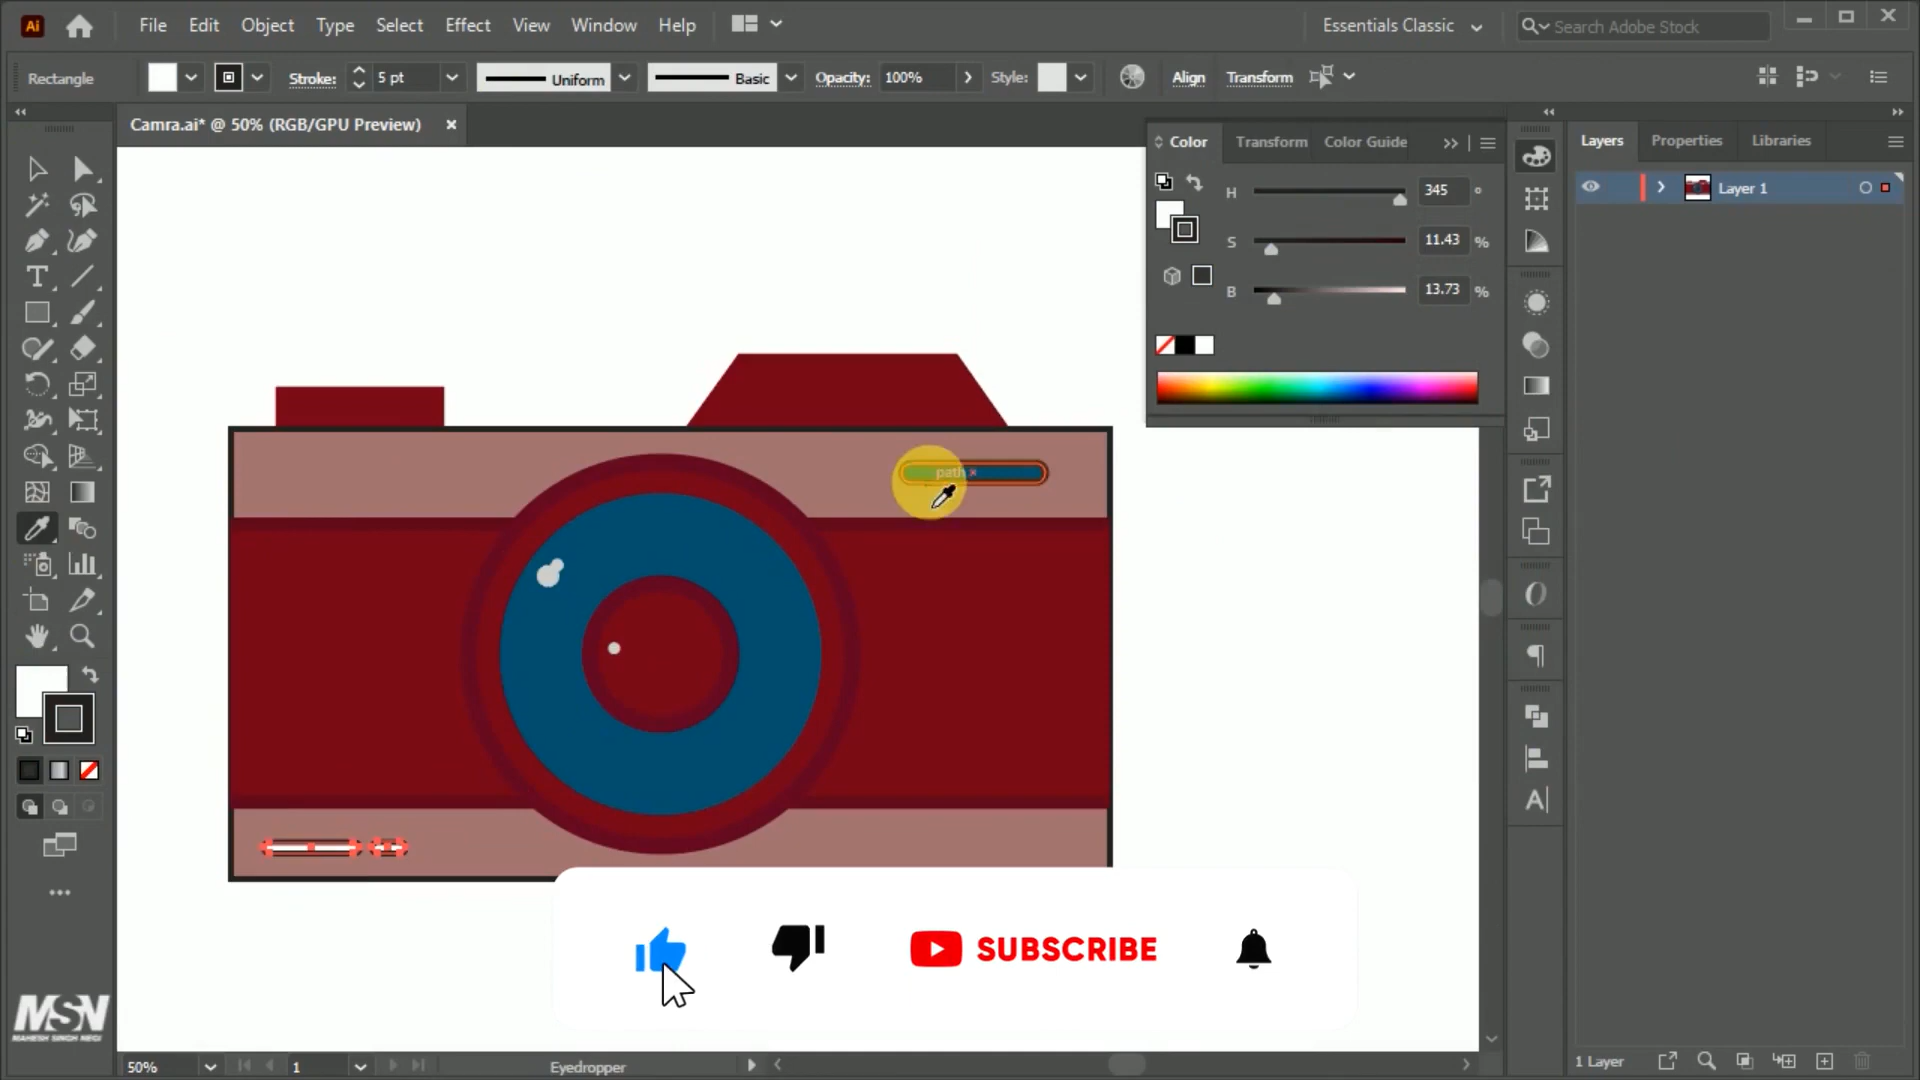 Ai File Edit Object Type Select Effect View Window Help Essentials Classic Search Adobe Stock
Rectangle Stroke: 5 pt Uniform Basic Opacity: 100% Style: Align Transform
Camra.ai* @ 50% (RGB/GPU Preview)
Color Transform Color Guide
H 345 °
S 11.43 %
B 13.73 %
Layers Properties Libraries
Layer 1
path
SUBSCRIBE
MSN
MAHESH SINGH NEGI
50% 1 Eyedropper
1 Layer